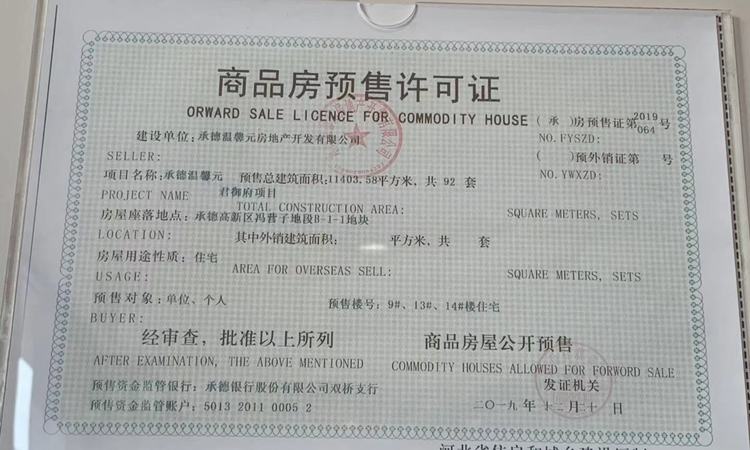 商品房预售许可证
ORWARD SALE LICENCE FOR COMMODITY HOUSE
(承)房预售证第2019064号
NO.FYSZD:
建设单位:承德温馨元房地产开发有限公司
SELLER:
( )预外销证第 号
NO.YWXZD:
项目名称:承德温馨元君御府项目 预售总建筑面积:11403.58平方米,共 92 套
PROJECT NAME TOTAL CONSTRUCTION AREA: SQUARE METERS, SETS
房屋座落地点:承德高新区冯营子地段B-1-1地块
LOCATION:
其中外销建筑面积: 平方米,共 套
AREA FOR OVERSEAS SELL: SQUARE METERS, SETS
房屋用途性质:住宅
USAGE:
预售对象:单位、个人 预售楼号:9#、13#、14#楼住宅
BUYER:
经审查,批准以上所列 商品房屋公开预售
AFTER EXAMINATION, THE ABOVE MENTIONED COMMODITY HOUSES ALLOWED FOR FORWORD SALE
预售资金监管银行:承德银行股份有限公司双桥支行 发证机关
预售资金监管账户:5013 2011 0005 2 二〇一九年十二月二十日